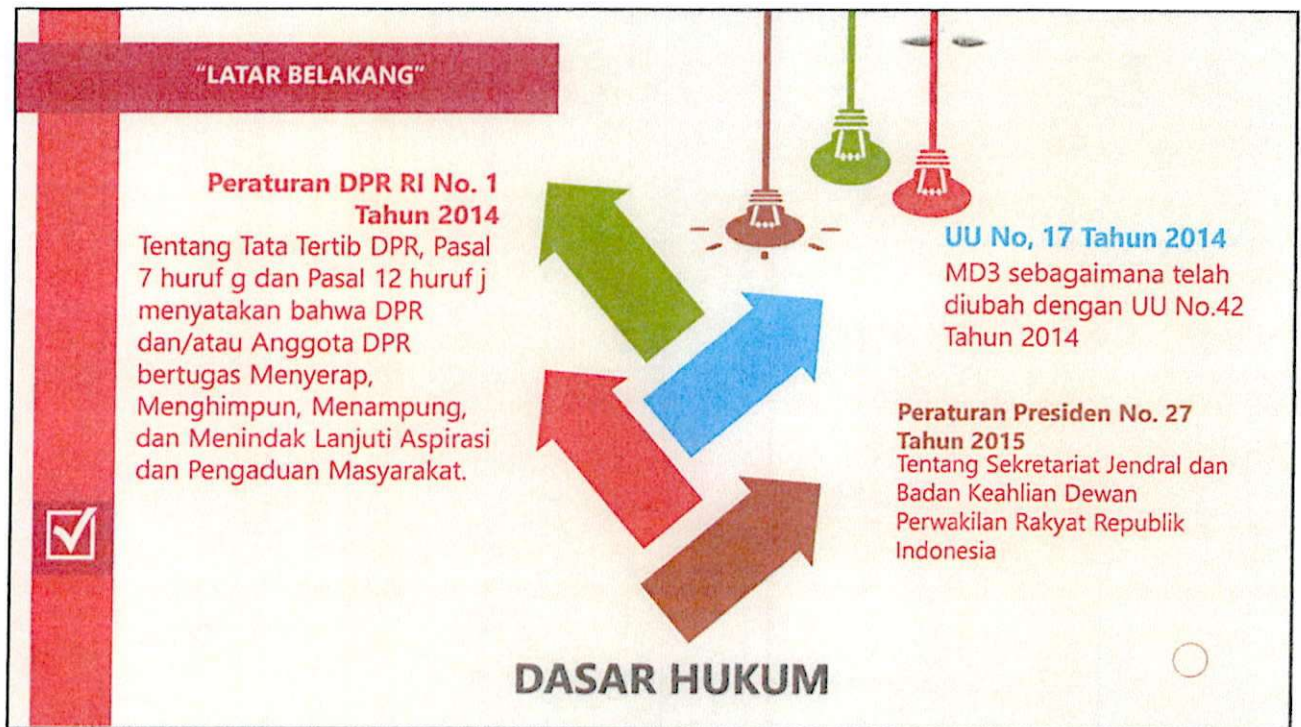 "LATAR BELAKANG"
Peraturan DPR RI No. 1
Tahun 2014
Tentang Tata Tertib DPR, Pasal
7 huruf g dan Pasal 12 huruf j
menyatakan bahwa DPR
dan/atau Anggota DPR
bertugas Menyerap,
Menghimpun, Menampung,
dan Menindak Lanjuti Aspirasi
dan Pengaduan Masyarakat.
UU No, 17 Tahun 2014
MD3 sebagaimana telah
diubah dengan UU No.42
Tahun 2014
Peraturan Presiden No. 27
Tahun 2015
Tentang Sekretariat Jendral dan
Badan Keahlian Dewan
Perwakilan Rakyat Republik
Indonesia
DASAR HUKUM